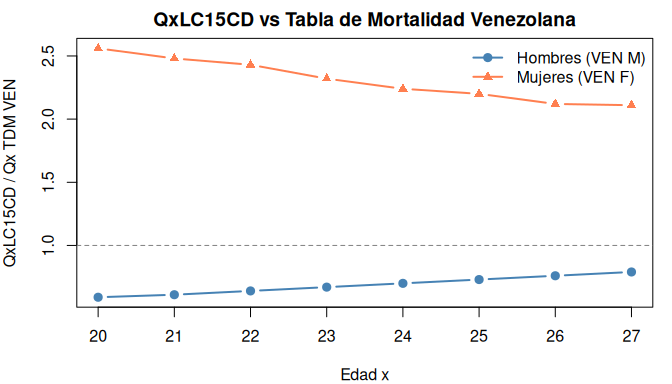 QxLC15CD vs Tabla de Mortalidad Venezolana
Hombres (VEN M)
Mujeres (VEN F)
QxLC15CD / Qx TDM VEN
2.5
2.0
1.5
1.0
20 21 22 23 24 25 26 27
Edad x